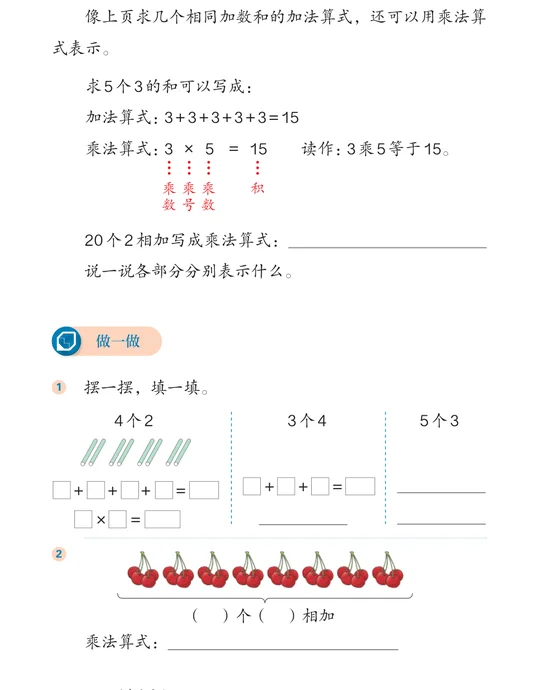 像上页求几个相同加数和的加法算式，还可以用乘法算
式表示。
求5个3的和可以写成：
加法算式：3+3+3+3+3=15
乘法算式：3 × 5 = 15 读作：3乘5等于15。
乘数 乘号 乘数 积
20个2相加写成乘法算式：
说一说各部分分别表示什么。
做一做
1 摆一摆，填一填。
4个2 3个4 5个3
□+□+□+□=□ □+□+□=□
□×□=□
2
（ ）个（ ）相加
乘法算式：